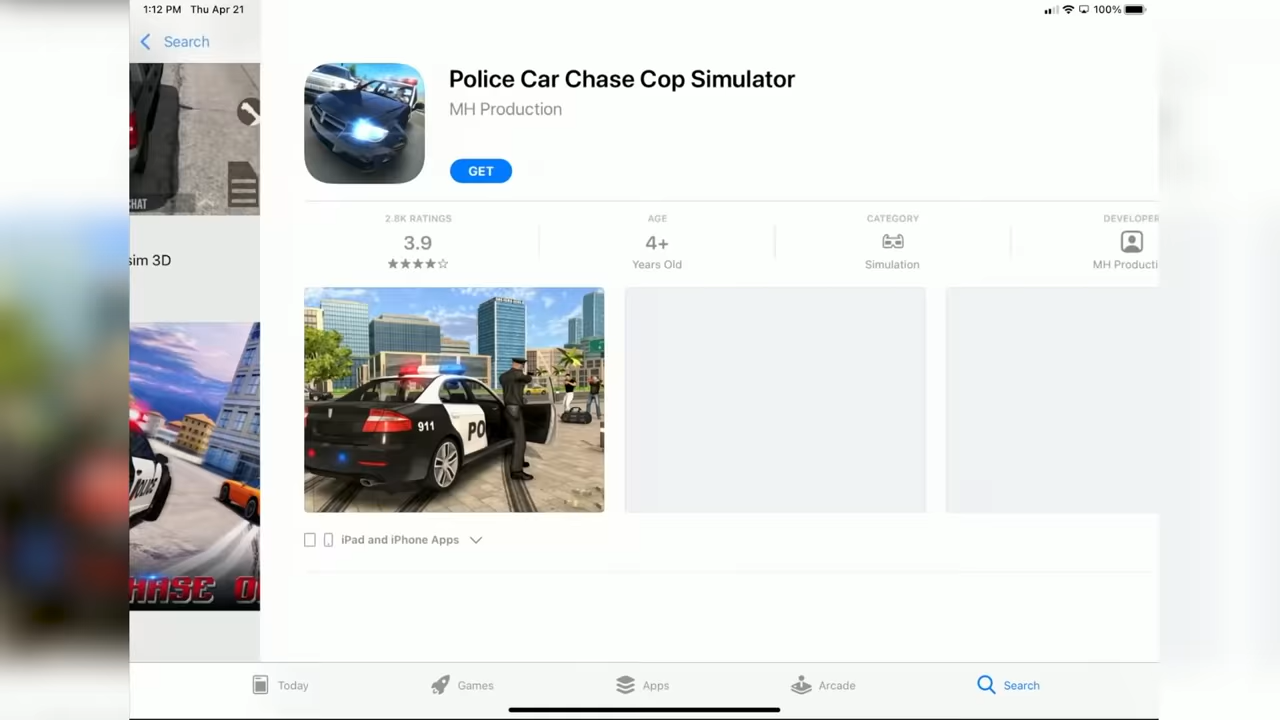 1:12 PM Thu Apr 21
100%
Search
Police Car Chase Cop Simulator
MH Production
GET
2.8K RATINGS
3.9
AGE
4+
Years Old
CATEGORY
Simulation
DEVELOPER
MH Producti
CHAT
sim 3D
911
PO
POLICE
HASE O
iPad and iPhone Apps
Today
Games
Apps
Arcade
Search